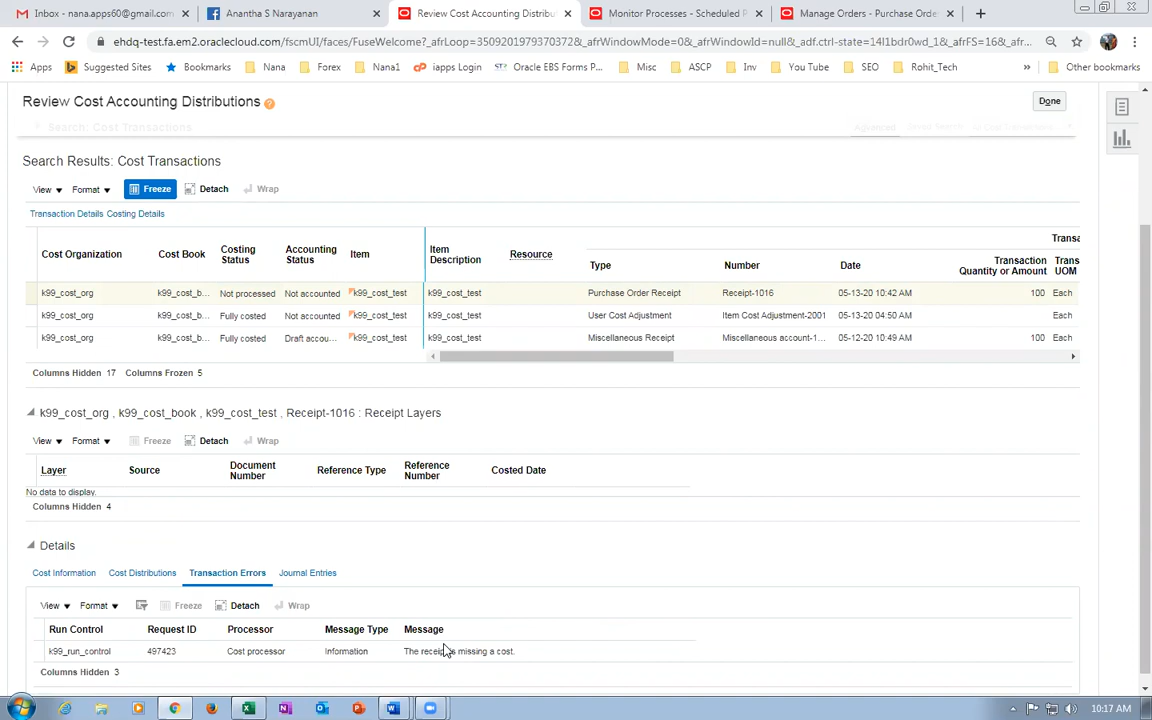 Inbox - nana.apps60@gmail.com
Anantha S Narayanan
Review Cost Accounting Distribu
Monitor Processes - Scheduled P
Manage Orders - Purchase Orde
ehdq-test.fa.em2.oraclecloud.com/fscmUI/faces/FuseWelcome?_afrLoop=35092019793703​72&_afrWindowMode=0&_afrWindowId=null&_adf.ctrl-state=14l1bdr0wd_1&_afrFS=16&_afr...
Apps Suggested Sites Bookmarks Nana Forex Nana1 iapps Login Oracle EBS Forms P... Misc ASCP Inv You Tube SEO Rohit_Tech » Other bookmarks
Review Cost Accounting Distributions ? Done
Search: Cost Transactions Advanced
Search Results: Cost Transactions
View Format Freeze Detach Wrap
Transaction Details Costing Details
Transa
Cost Organization Cost Book Costing Status Accounting Status Item Item Description Resource Type Number Date Transaction Quantity or Amount Trans UOM
k99_cost_org k99_cost_b... Not processed Not accounted k99_cost_test k99_cost_test Purchase Order Receipt Receipt-1016 05-13-20 10:42 AM 100 Each
k99_cost_org k99_cost_b... Fully costed Not accounted k99_cost_test k99_cost_test User Cost Adjustment Item Cost Adjustment-2001 05-13-20 04:50 AM Each
k99_cost_org k99_cost_b... Fully costed Draft accou... k99_cost_test k99_cost_test Miscellaneous Receipt Miscellaneous account-1... 05-12-20 10:49 AM 100 Each
Columns Hidden 17 Columns Frozen 5
k99_cost_org , k99_cost_book , k99_cost_test , Receipt-1016 : Receipt Layers
View Format Freeze Detach Wrap
Layer Source Document Number Reference Type Reference Number Costed Date
No data to display.
Columns Hidden 4
Details
Cost Information Cost Distributions Transaction Errors Journal Entries
View Format Freeze Detach Wrap
Run Control Request ID Processor Message Type Message
k99_run_control 497423 Cost processor Information The receipt is missing a cost.
Columns Hidden 3
10:17 AM